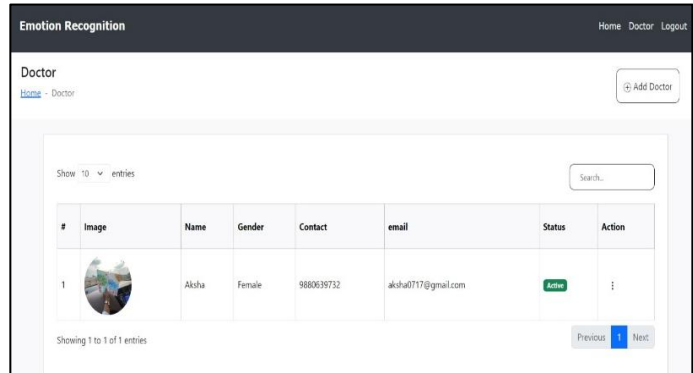 Emotion Recognition Home Doctor Logout
Doctor
Home - Doctor
Add Doctor
Show 10 entries
Search...
# Image Name Gender Contact email Status Action
1 Aksha Female 9880639732 aksha0717@gmail.com Active
Showing 1 to 1 of 1 entries
Previous 1 Next